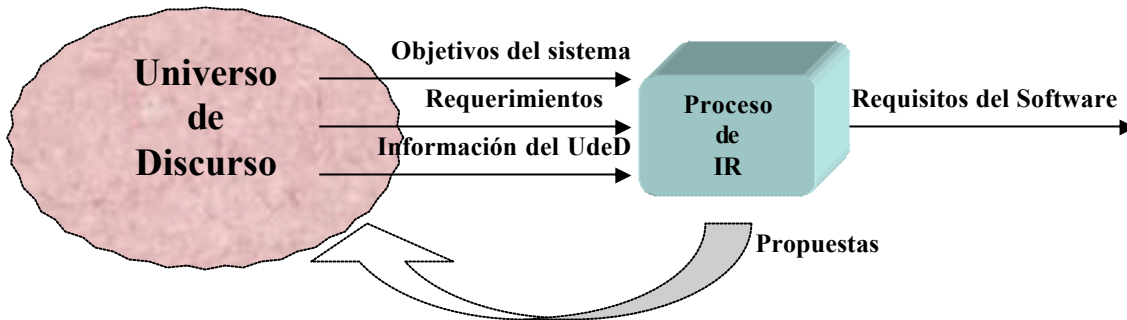 Universo
de
Discurso
Objetivos del sistema
Requerimientos
Información del UdeD
Proceso
de
IR
Requisitos del Software
Propuestas